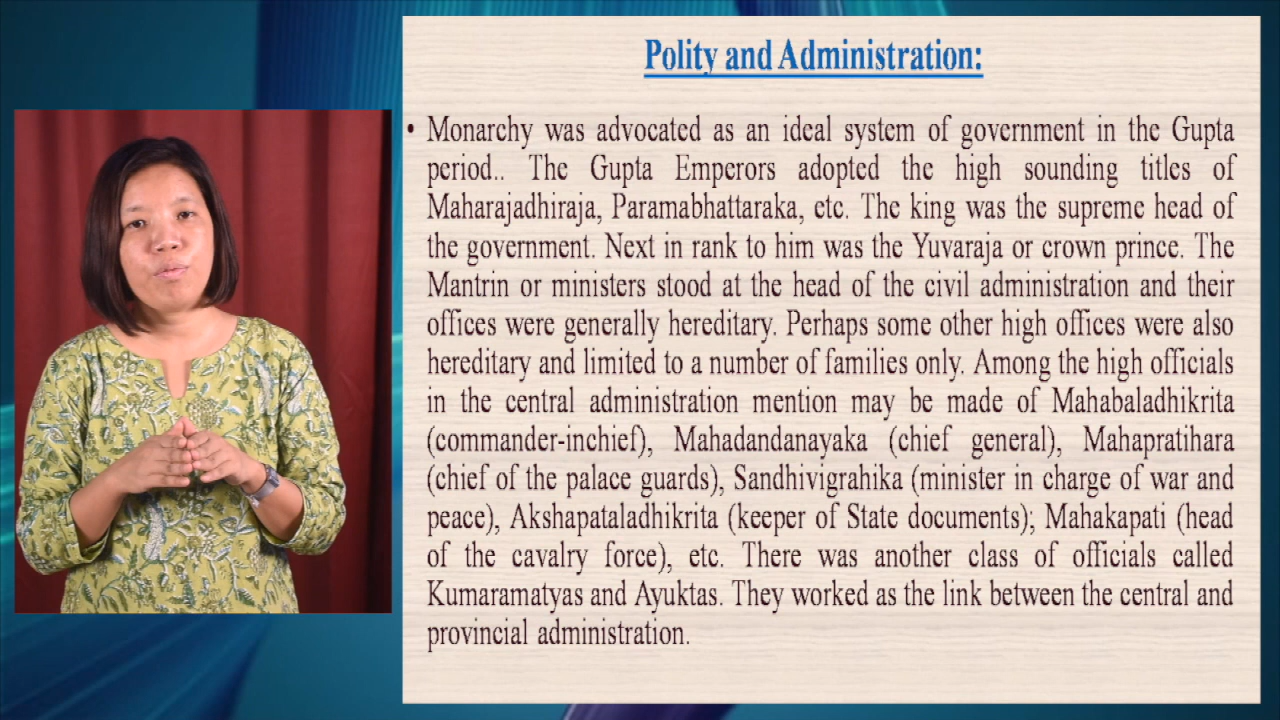 Polity and Administration:
• Monarchy was advocated as an ideal system of government in the Gupta
period.. The Gupta Emperors adopted the high sounding titles of
Maharajadhiraja, Paramabhattaraka, etc. The king was the supreme head of
the government. Next in rank to him was the Yuvaraja or crown prince. The
Mantrin or ministers stood at the head of the civil administration and their
offices were generally hereditary. Perhaps some other high offices were also
hereditary and limited to a number of families only. Among the high officials
in the central administration mention may be made of Mahabaladhikrita
(commander-inchief), Mahadandanayaka (chief general), Mahapratihara
(chief of the palace guards), Sandhivigrahika (minister in charge of war and
peace), Akshapataladhikrita (keeper of State documents); Mahakapati (head
of the cavalry force), etc. There was another class of officials called
Kumaramatyas and Ayuktas. They worked as the link between the central and
provincial administration.